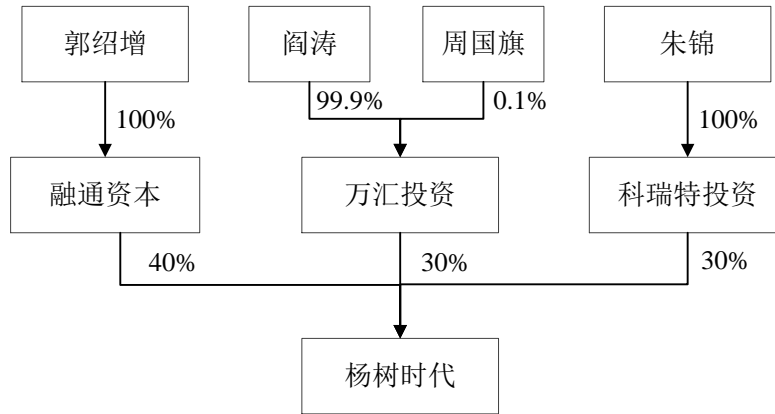 郭绍增 阎涛 周国旗 朱锦
100% 99.9% 0.1% 100%
融通资本 万汇投资 科瑞特投资
40% 30% 30%
杨树时代